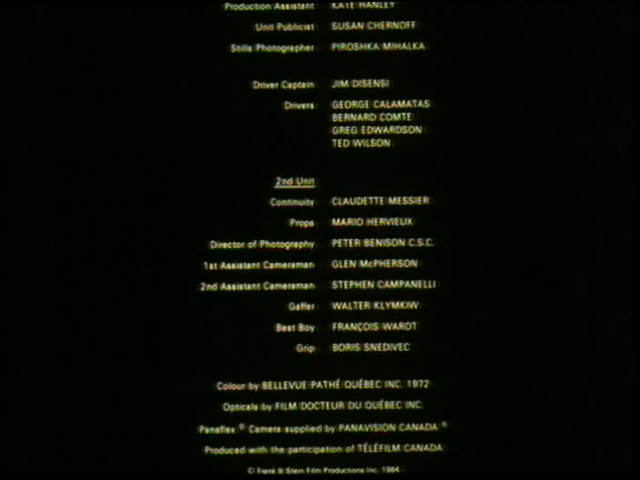 Production Assistant KATE HANLEY
Unit Publicist SUSAN CHERNOFF
Stills Photographer PIROSHKA MIHALKA
Driver Captain JIM DISENSI
Drivers GEORGE CALAMATAS
BERNARD COMTE
GREG EDWARDSON
TED WILSON
2nd Unit
Continuity CLAUDETTE MESSIER
Props MARIO HERVIEUX
Director of Photography PETER BENISON C.S.C.
1st Assistant Cameraman GLEN McPHERSON
2nd Assistant Cameraman STEPHEN CAMPANELLI
Gaffer WALTER KLYMKIW
Best Boy FRANÇOIS WARDT
Grip BORIS SNEDIVEC
Colour by BELLEVUE PATHÉ QUÉBEC INC. 1972
Opticals by FILM DOCTEUR DU QUÉBEC INC.
Panaflex ® Camera supplied by PANAVISION CANADA ®
Produced with the participation of TÉLÉFILM CANADA
© Frank & Stein Film Productions Inc. 1984